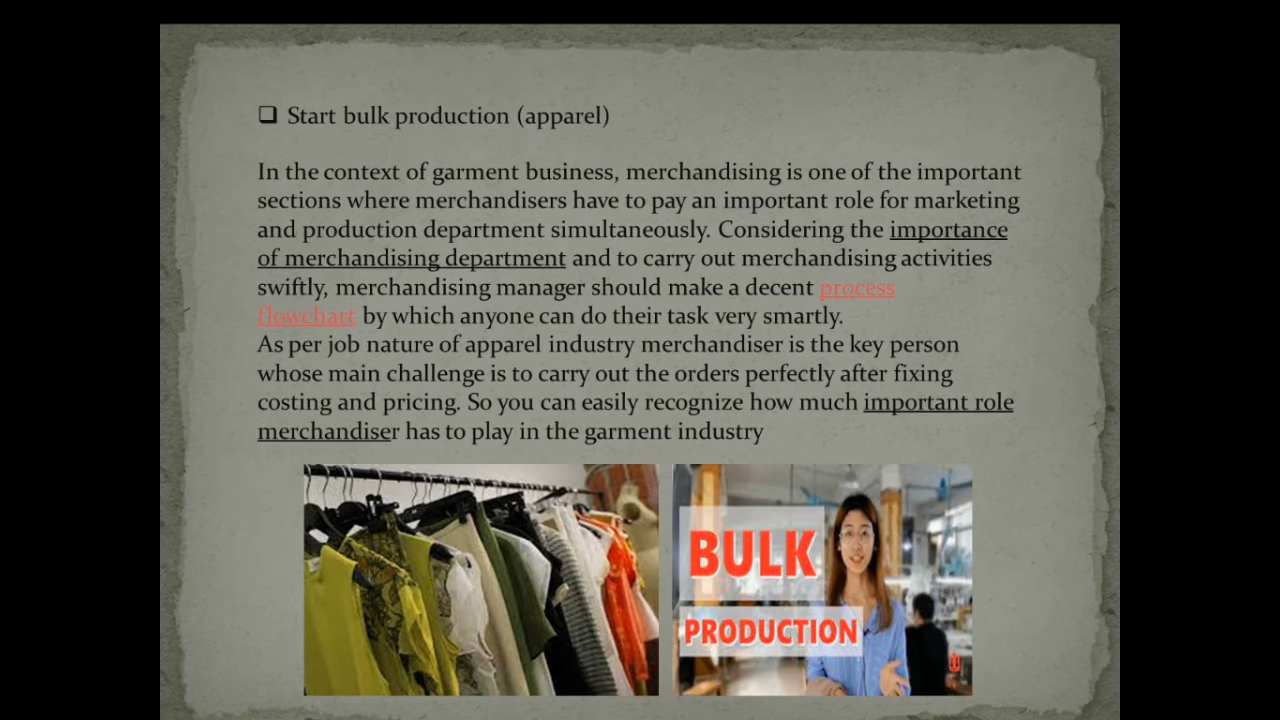 ❑ Start bulk production (apparel)
In the context of garment business, merchandising is one of the important
sections where merchandisers have to pay an important role for marketing
and production department simultaneously. Considering the importance
of merchandising department and to carry out merchandising activities
swiftly, merchandising manager should make a decent process
flowchart by which anyone can do their task very smartly.
As per job nature of apparel industry merchandiser is the key person
whose main challenge is to carry out the orders perfectly after fixing
costing and pricing. So you can easily recognize how much important role
merchandiser has to play in the garment industry
BULK
PRODUCTION